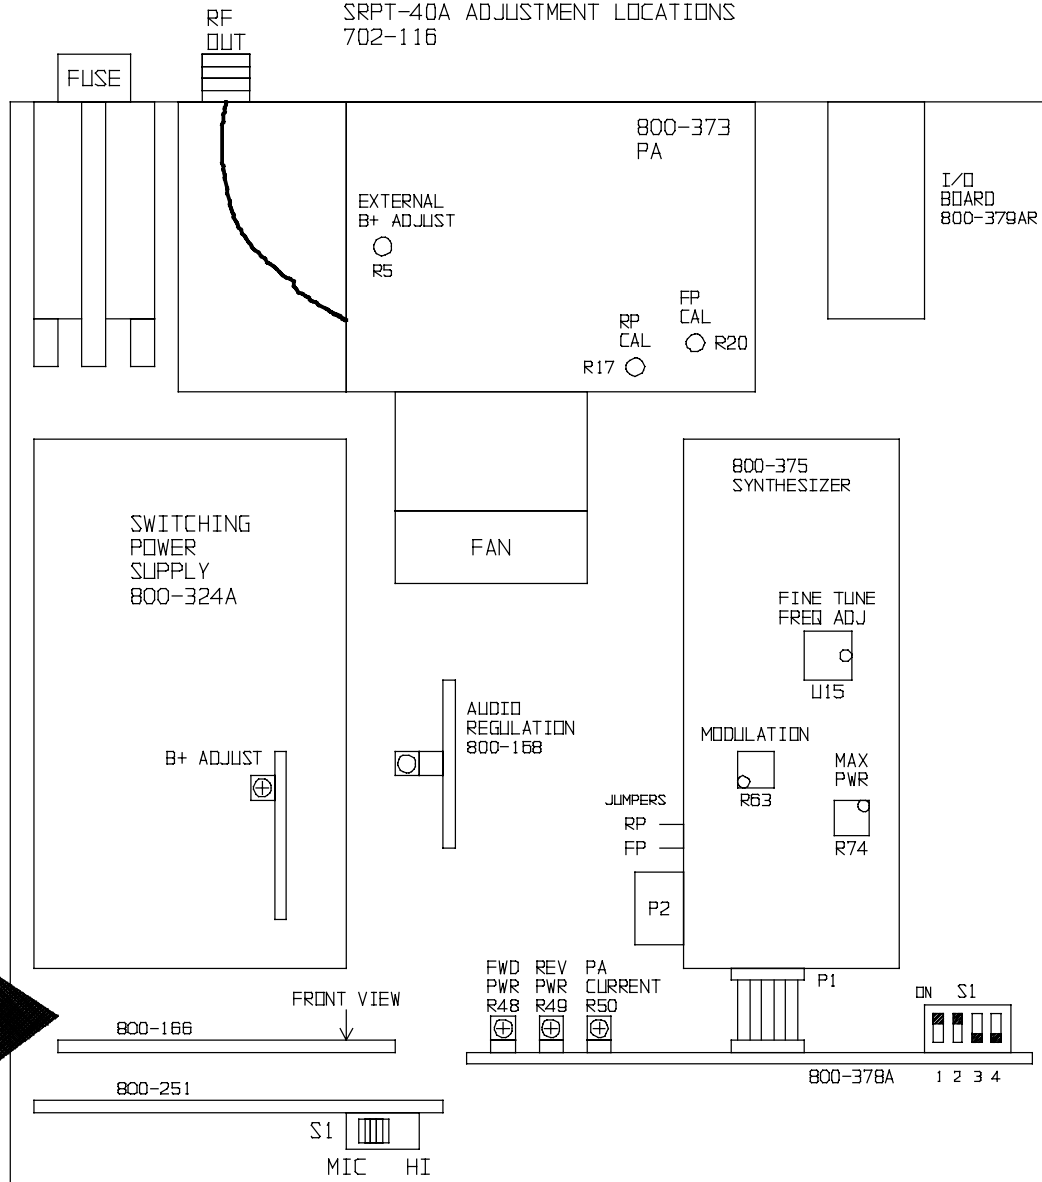 SRPT-40A ADJUSTMENT LOCATIONS
702-116
RF
OUT
FUSE
800-373
PA
I/O
BOARD
800-379AR
EXTERNAL
B+ ADJUST
R5
FP
CAL
R20
RP
CAL
R17
800-375
SYNTHESIZER
SWITCHING
POWER
SUPPLY
800-324A
FAN
FINE TUNE
FREQ ADJ
U15
AUDIO
REGULATION
800-168
MODULATION
R63
B+ ADJUST
MAX
PWR
R74
JUMPERS
RP
FP
P2
FWD
PWR
R48
REV
PWR
R49
PA
CURRENT
R50
P1
ON S1
FRONT VIEW
800-166
800-378A
1 2 3 4
800-251
S1
MIC HI